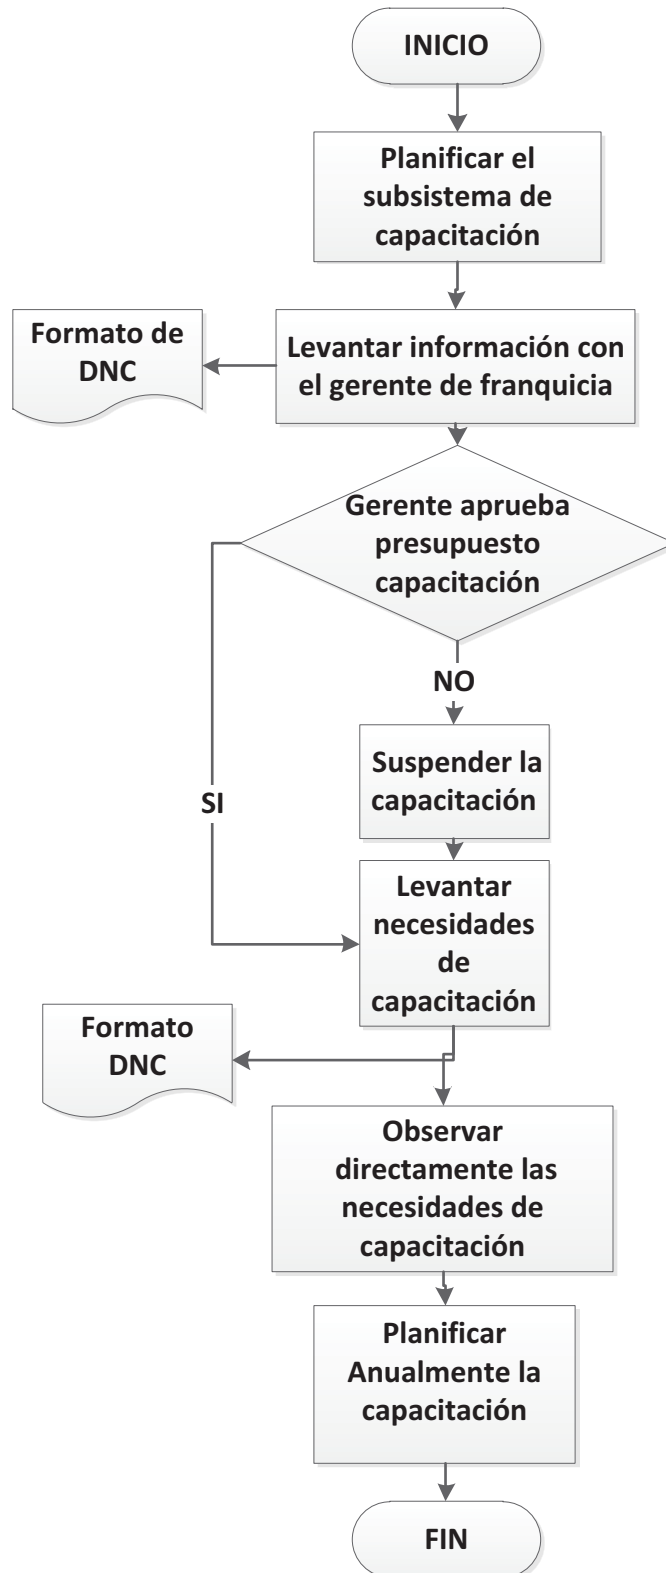 INICIO
Planificar el
subsistema de
capacitación
Formato de
DNC
Levantar información con
el gerente de franquicia
Gerente aprueba
presupuesto
capacitación
NO
Suspender la
capacitación
SI
Levantar
necesidades
de
capacitación
Formato
DNC
Observar
directamente las
necesidades de
capacitación
Planificar
Anualmente la
capacitación
FIN